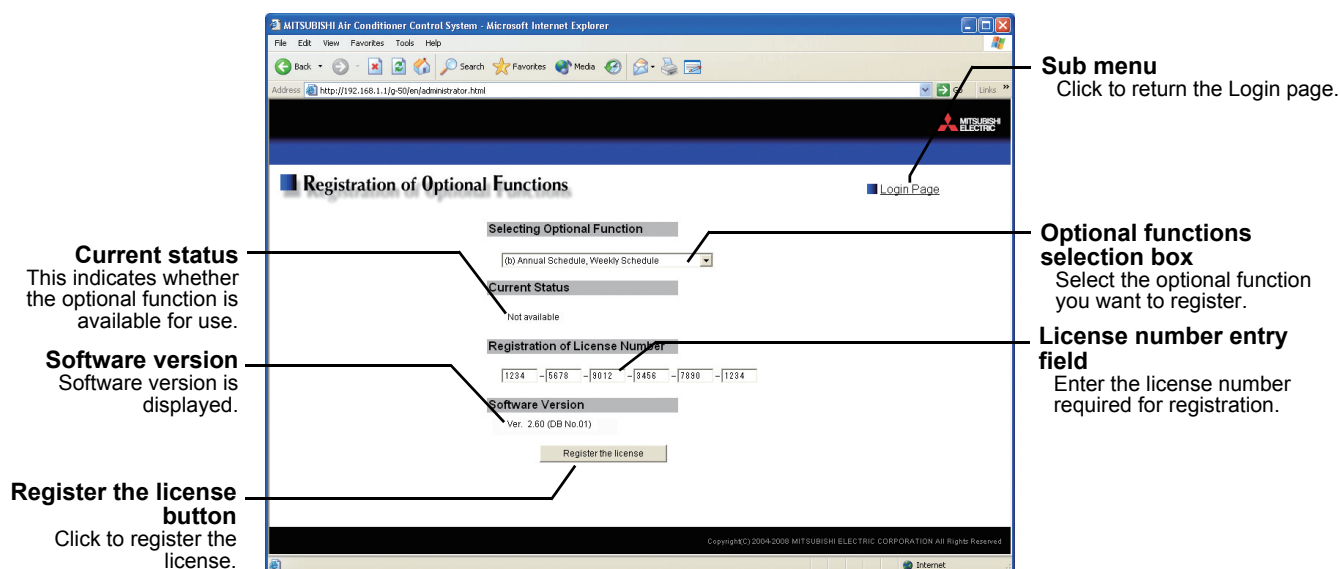 MITSUBISHI Air Conditioner Control System - Microsoft Internet Explorer
File Edit View Favorites Tools Help
Back Search Favorites Media
Address http://192.168.1.1/g-50/en/administrator.html Go Links »
MITSUBISHI
ELECTRIC
Registration of Optional Functions
Login Page
Selecting Optional Function
(b) Annual Schedule, Weekly Schedule
Current Status
Not available
Registration of License Number
1234 - 5678 - 9012 - 3456 - 7890 - 1234
Software Version
Ver. 2.60 (DB No.01)
Register the license
Copyright(C) 2004-2008 MITSUBISHI ELECTRIC CORPORATION All Rights Reserved
Internet
Current status
This indicates whether
the optional function is
available for use.
Software version
Software version is
displayed.
Register the license
button
Click to register the
license.
Sub menu
Click to return the Login page.
Optional functions
selection box
Select the optional function
you want to register.
License number entry
field
Enter the license number
required for registration.